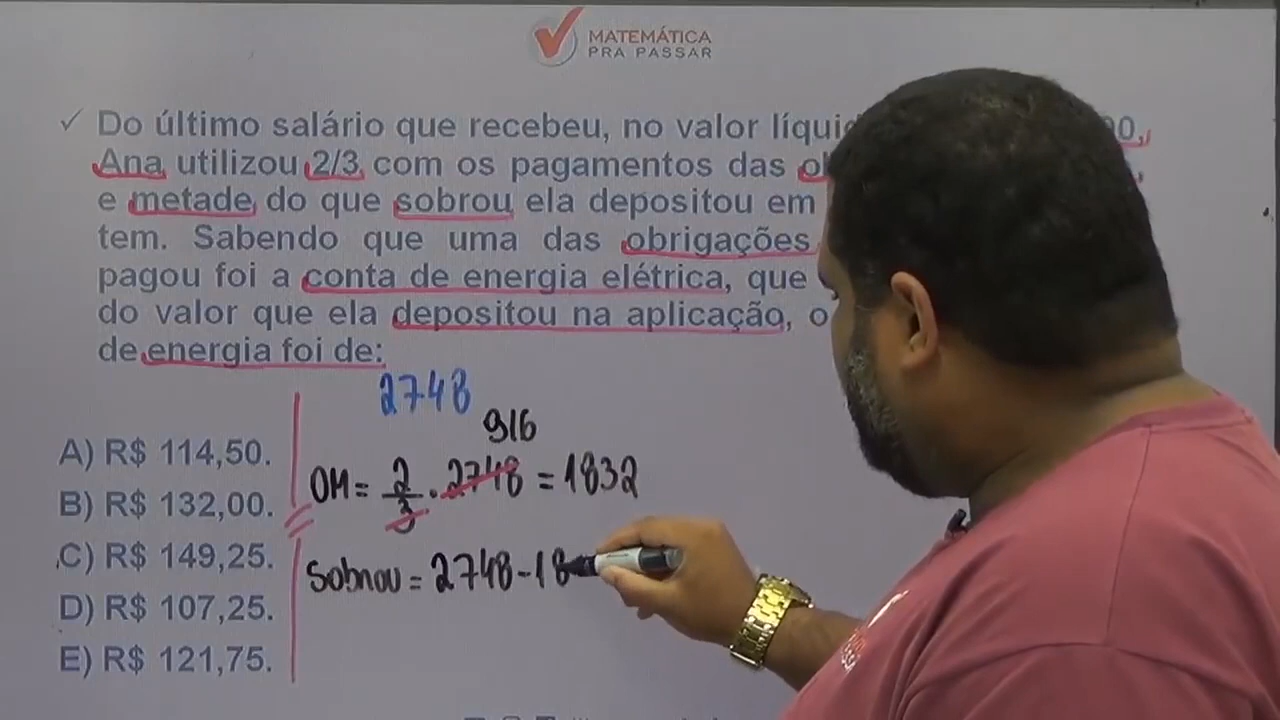 MATEMÁTICA
PRA PASSAR
✓ Do último salário que recebeu, no valor
Ana utilizou 2/3 com os pagamentos das
e metade do que sobrou ela depositou em
tem. Sabendo que uma das obrigações
pagou foi a conta de energia elétrica, que
do valor que ela depositou na aplicação, o
de energia foi de:
2748
916
OM = 2/3 . 2748 = 1832
Sobrou = 2748 - 18
A) R$ 114,50.
B) R$ 132,00.
C) R$ 149,25.
D) R$ 107,25.
E) R$ 121,75.